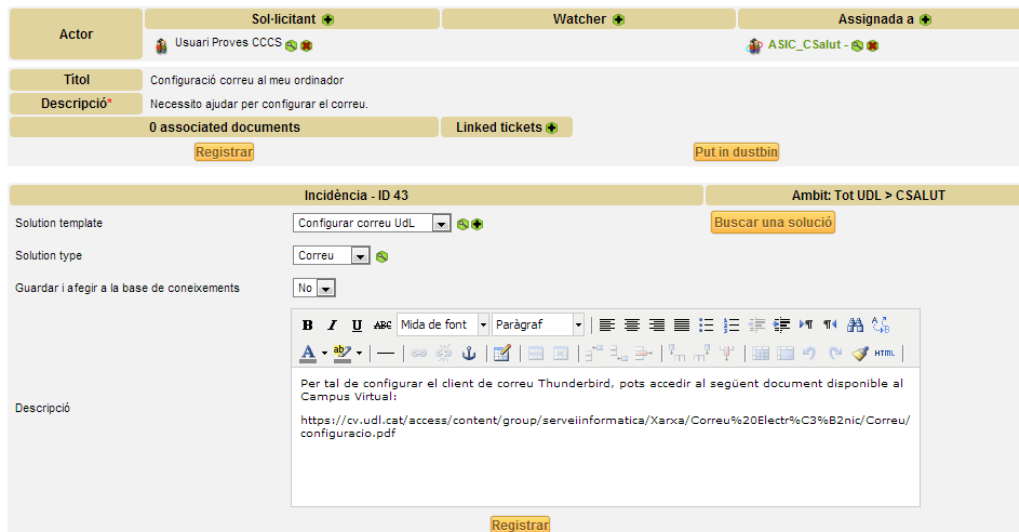 Actor
Sol·licitant
Watcher
Assignada a
Usuari Proves CCCS
ASIC_CSalut -
Títol
Configuració correu al meu ordinador
Descripció*
Necessito ajudar per configurar el correu.
0 associated documents
Linked tickets
Registrar
Put in dustbin
Incidència - ID 43
Ambit: Tot UDL > CSALUT
Solution template
Configurar correu UdL
Buscar una solució
Solution type
Correu
Guardar i afegir a la base de coneixements
No
B I U ABC Mida de font Paràgraf
A ab HTML
Descripció
Per tal de configurar el client de correu Thunderbird, pots accedir al següent document disponible al
Campus Virtual:
https://cv.udl.cat/access/content/group/serveiinformatica/Xarxa/Correu%20Electr%C3%B2nic/Correu/
configuracio.pdf
Registrar